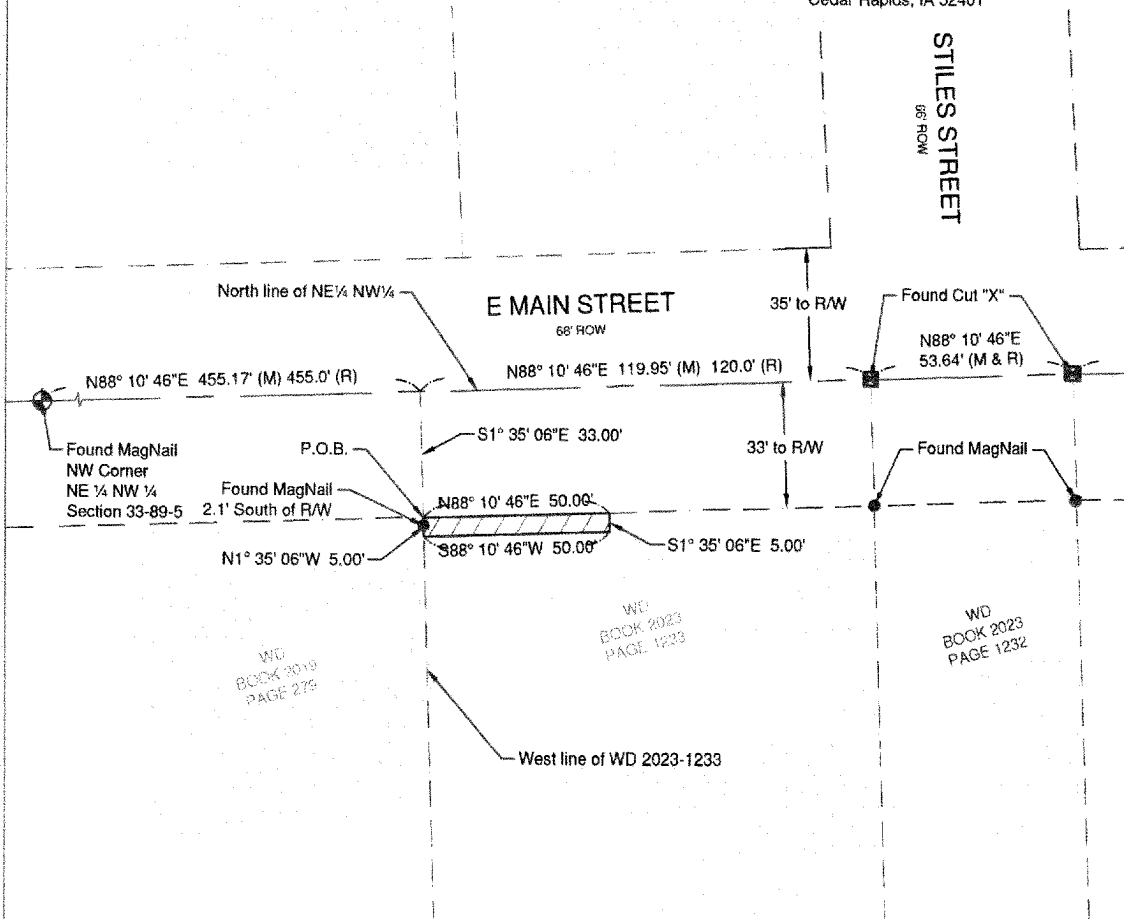 Cedar Rapids, IA 52401
STILES STREET
66' ROW
North line of NE¼ NW¼
E MAIN STREET
68' ROW
35' to R/W
Found Cut "X"
N88° 10' 46"E
53.64' (M & R)
N88° 10' 46"E 455.17' (M) 455.0' (R)
N88° 10' 46"E 119.95' (M) 120.0' (R)
Found MagNail
NW Corner
NE ¼ NW ¼
Section 33-89-5
P.O.B.
S1° 35' 06"E 33.00'
33' to R/W
Found MagNail
Found MagNail
2.1' South of R/W
N88° 10' 46"E 50.00'
S88° 10' 46"W 50.00'
N1° 35' 06"W 5.00'
S1° 35' 06"E 5.00'
WD
BOOK 2019
PAGE 279
WD
BOOK 2023
PAGE 1233
WD
BOOK 2023
PAGE 1232
West line of WD 2023-1233